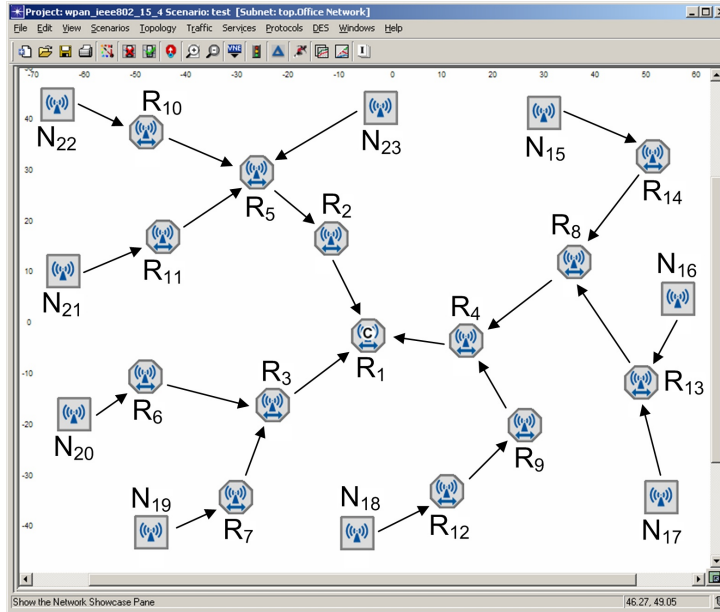 Project: wpan_ieee802_15_4 Scenario: test [Subnet: top.Office Network]
File Edit View Scenarios Topology Traffic Services Protocols DES Windows Help
-70 -60 -50 -40 -30 -20 -10 0 10 20 30 40 50 60
40
30
20
10
0
-10
-20
-30
-40
N22
R10
N23
N15
R14
R5
R2
R8
N21
R11
N16
R4
C
R1
R3
R13
R6
N20
R9
N19
R7
N18
R12
N17
Show the Network Showcase Pane
46.27, 49.05